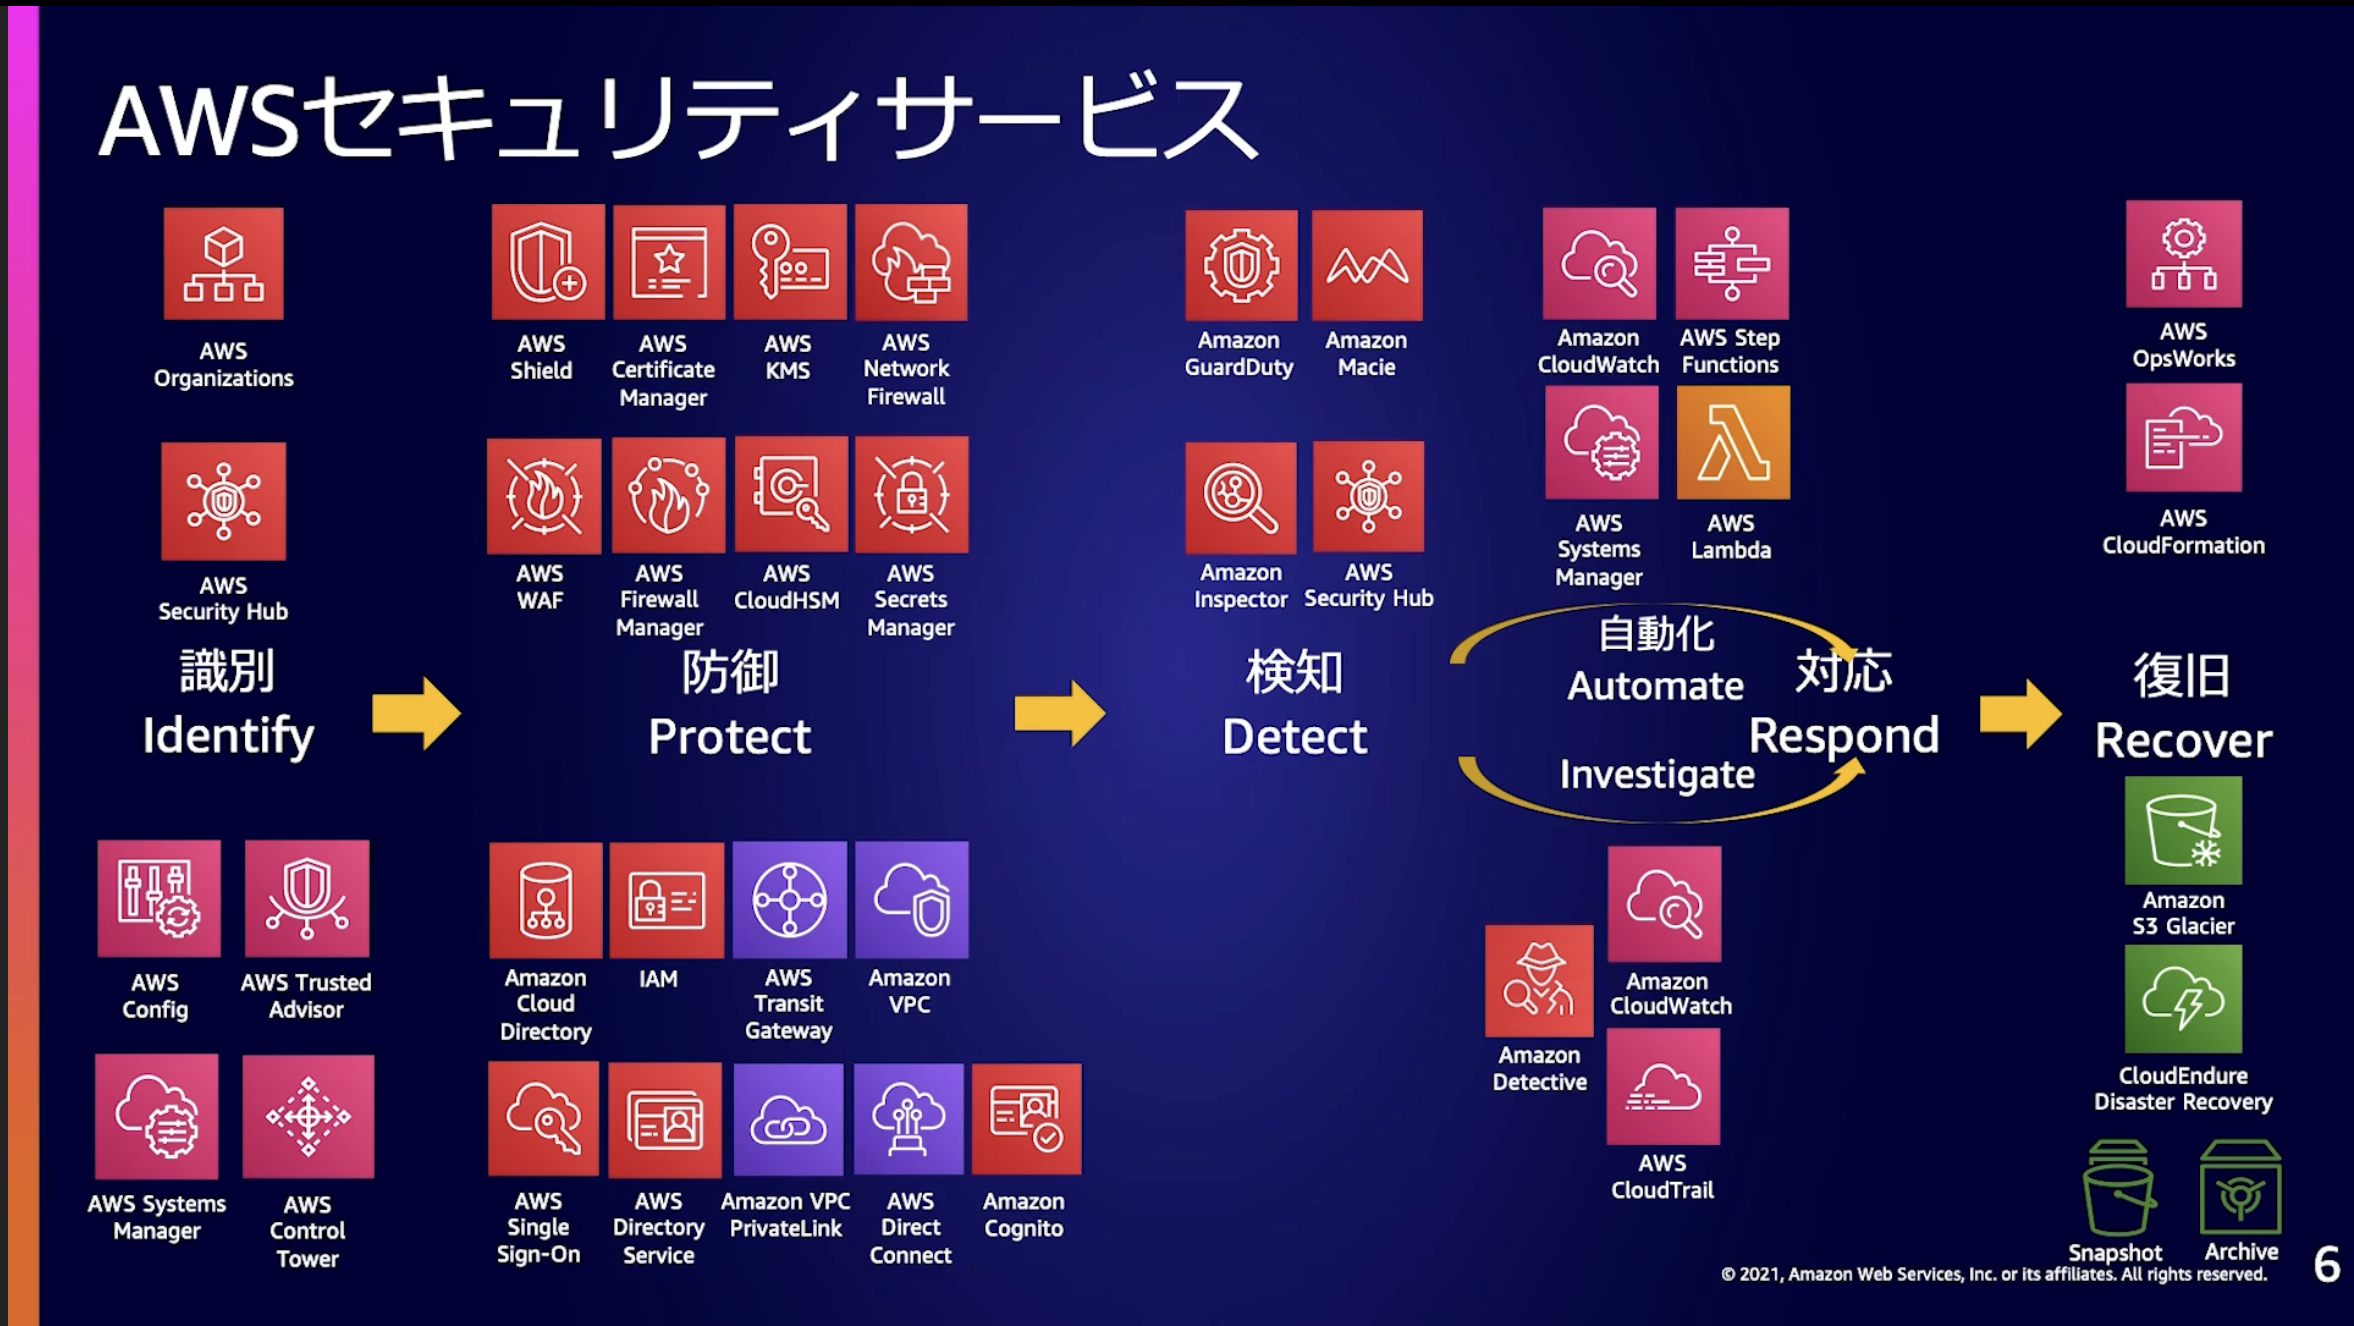 AWSセキュリティサービス
AWS
Organizations
AWS
Security Hub
識別
Identify
AWS
Config
AWS Trusted
Advisor
AWS Systems
Manager
AWS
Control
Tower
AWS
Shield
AWS
Certificate
Manager
AWS
KMS
AWS
Network
Firewall
AWS
WAF
AWS
Firewall
Manager
AWS
CloudHSM
AWS
Secrets
Manager
防御
Protect
Amazon
Cloud
Directory
IAM
AWS
Transit
Gateway
Amazon
VPC
AWS
Single
Sign-On
AWS
Directory
Service
Amazon VPC
PrivateLink
AWS
Direct
Connect
Amazon
Cognito
Amazon
GuardDuty
Amazon
Macie
Amazon
Inspector
AWS
Security Hub
検知
Detect
Amazon
CloudWatch
AWS Step
Functions
AWS
Systems
Manager
AWS
Lambda
自動化
Automate
対応
Respond
Investigate
Amazon
Detective
Amazon
CloudWatch
AWS
CloudTrail
AWS
OpsWorks
AWS
CloudFormation
復旧
Recover
Amazon
S3 Glacier
CloudEndure
Disaster Recovery
Snapshot
Archive
© 2021, Amazon Web Services, Inc. or its affiliates. All rights reserved.
6